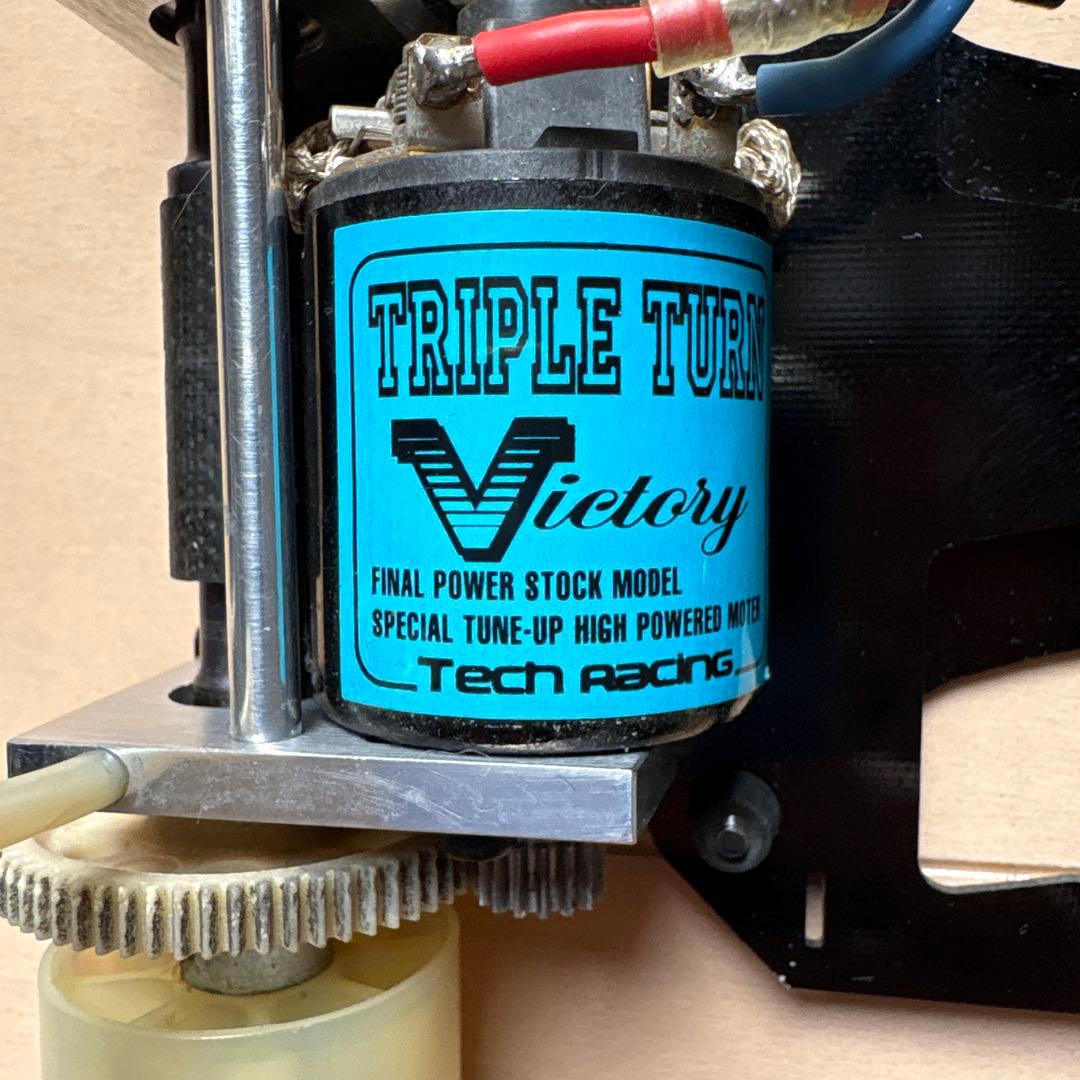 TRIPLE TURN
Victory
FINAL POWER STOCK MODEL
SPECIAL TUNE-UP HIGH POWERED MOTER
Tech Racing